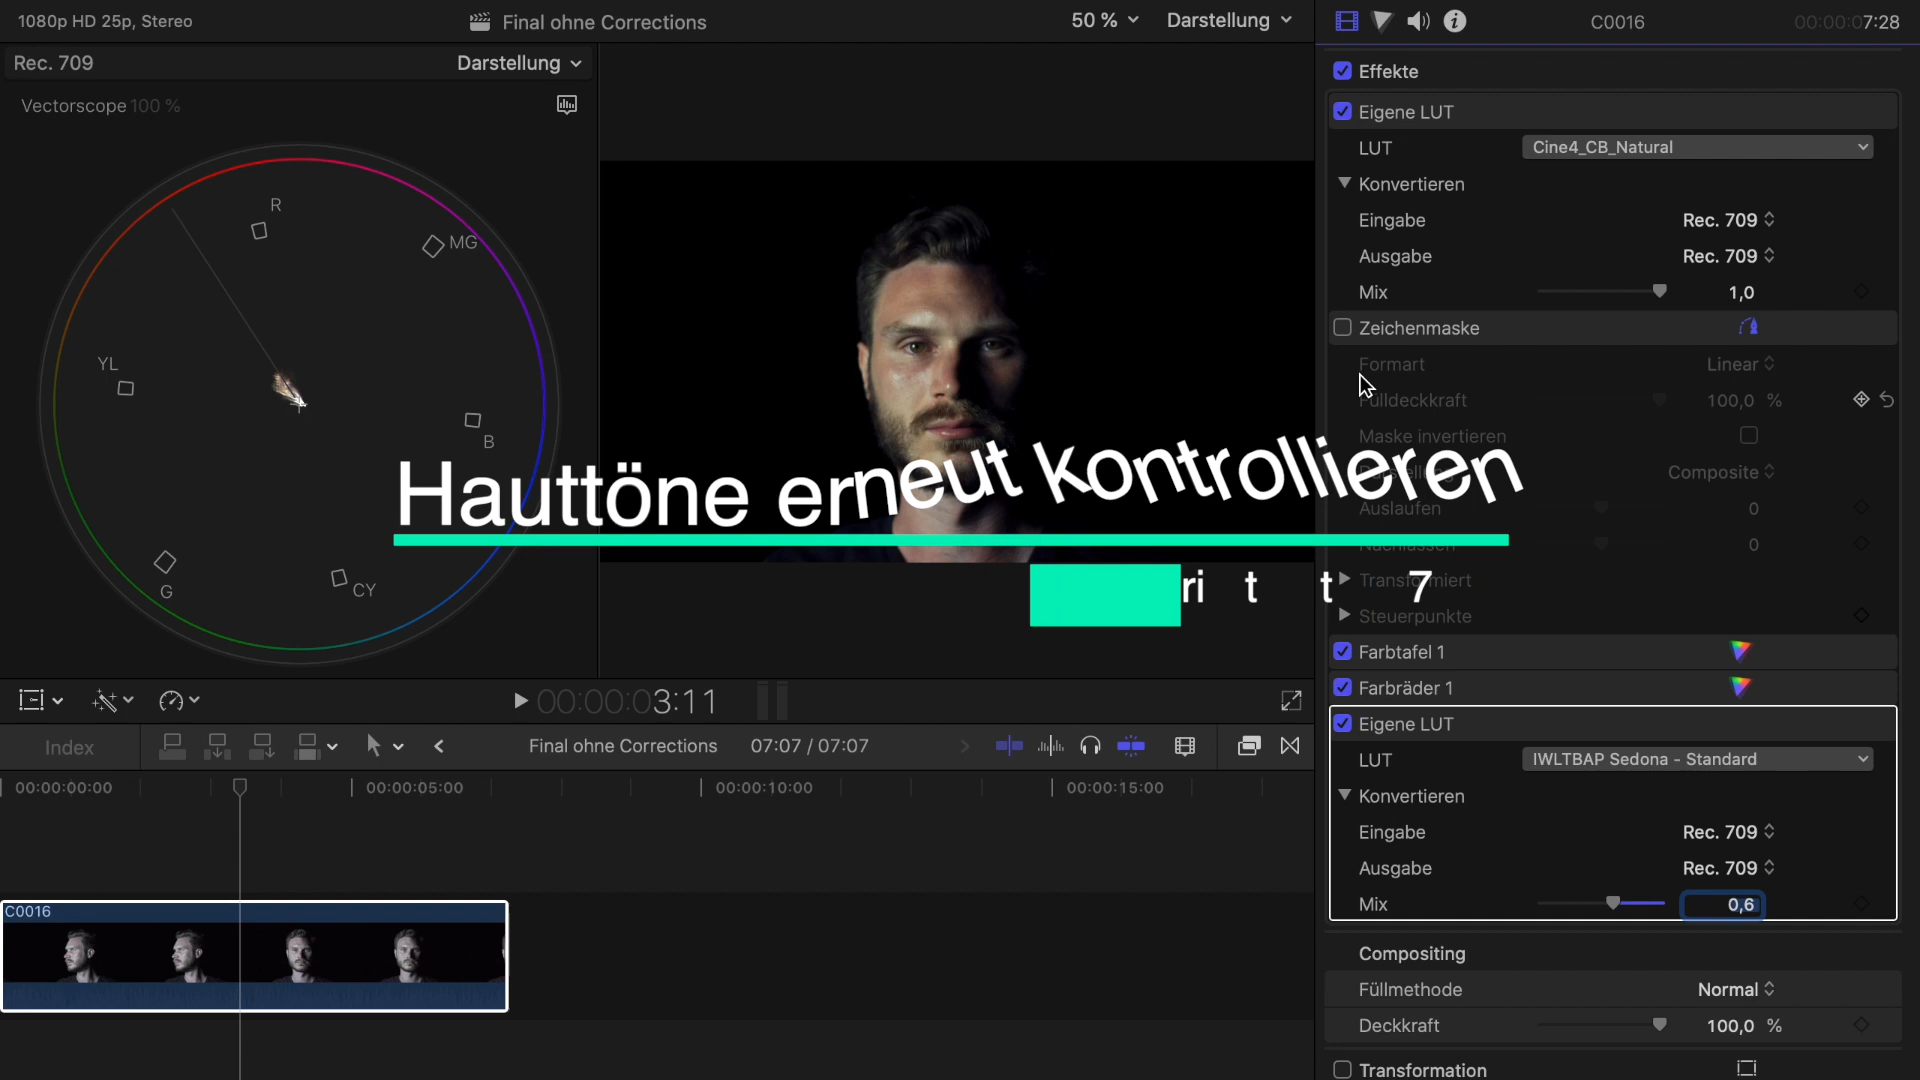 1080p HD 25p, Stereo
Final ohne Corrections
50 %
Darstellung
C0016
00:00:07:28
Rec. 709
Darstellung
Vectorscope 100 %
R
MG
YL
B
G
CY
Effekte
Eigene LUT
LUT
Cine4_CB_Natural
Konvertieren
Eingabe
Rec. 709
Ausgabe
Rec. 709
Mix
1,0
Zeichenmaske
Formart
Linear
Fülldeckkraft
100,0 %
Maske invertieren
Composite
Auslaufen
0
Nachlassen
0
Transformiert
Steuerpunkte
Hauttöne erneut kontrollieren
ri t t 7
Farbtafel 1
Farbräder 1
Eigene LUT
LUT
IWLTBAP Sedona - Standard
Konvertieren
Eingabe
Rec. 709
Ausgabe
Rec. 709
Mix
0,6
Compositing
Füllmethode
Normal
Deckkraft
100,0 %
Transformation
00:00:03:11
Index
Final ohne Corrections
07:07 / 07:07
00:00:00:00
00:00:05:00
00:00:10:00
00:00:15:00
C0016